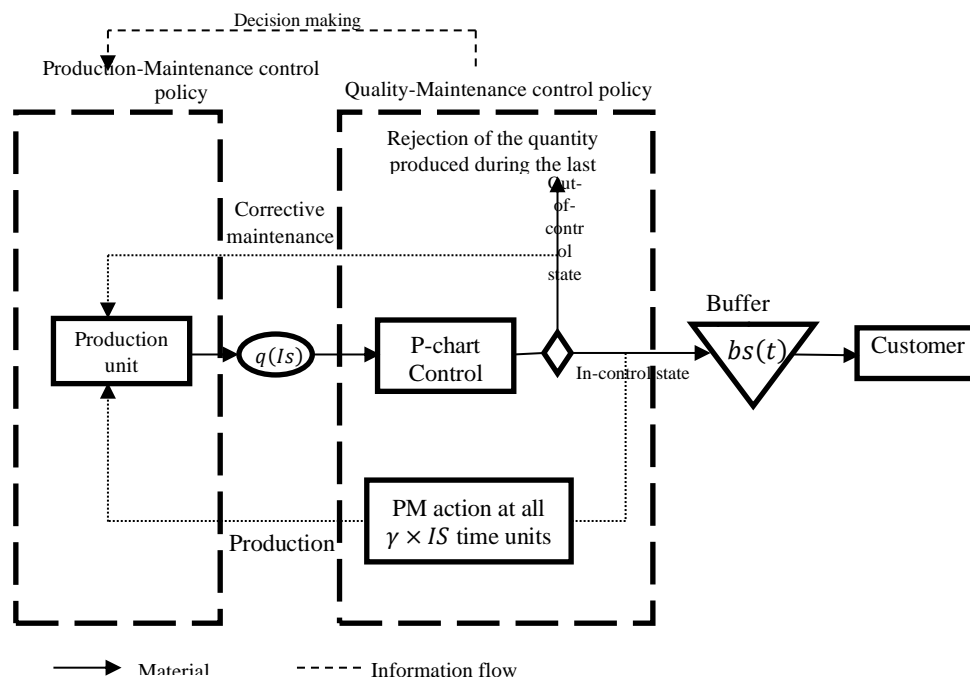 Decision making
Production-Maintenance control
policy
Quality-Maintenance control policy
Rejection of the quantity
produced during the last
Out-
of-
contr
ol
state
Corrective
maintenance
Production
unit
q(Is)
P-chart
Control
In-control state
Buffer
bs(t)
Customer
PM action at all
γ × IS time units
Production
Material
Information flow